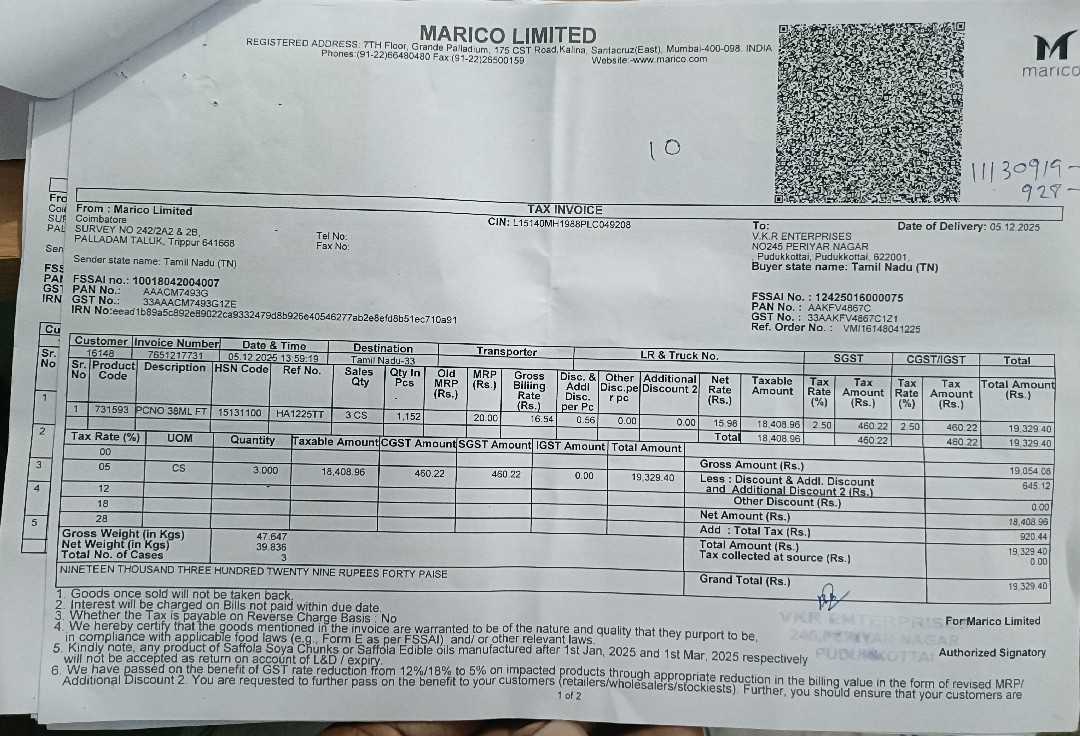 MARICO LIMITED
REGISTERED ADDRESS: 7TH Floor, Grande Palladium, 175 CST Road,Kalina, Santacruz(East), Mumbai-400-098. INDIA
Phones:(91-22)66480480 Fax:(91-22)26500159 Website:-www.marico.com
marico
10
11130919-
928-
TAX INVOICE
From : Marico Limited
Coimbatore
SURVEY NO 242/2A2 & 2B,
PALLADAM TALUK, Trippur 641668
Tel No:
Fax No:
Sender state name: Tamil Nadu (TN)
FSSAI no.: 10018042004007
PAN No.: AAACM7493G
GST No.: 33AAACM7493G1ZE
IRN No:eead1b89a5c892e89022ca9332479d8b926e40546277ab2e8efd8b51ec710a91
CIN: L15140MH1988PLC049208
To: Date of Delivery: 05.12.2025
V.K.R ENTERPRISES
NO245 PERIYAR NAGAR
Pudukkottai, Pudukkottai, 622001,
Buyer state name: Tamil Nadu (TN)
FSSAI No. : 12425016000075
PAN No. : AAKFV4867C
GST No. : 33AAKFV4867C1Z1
Ref. Order No. : VMI16148041225
Customer Invoice Number Date & Time Destination Transporter LR & Truck No. SGST CGST/IGST Total
16148 7651217731 05.12.2025 13:59:19 Tamil Nadu-33
Sr. No Product Code Description HSN Code Ref No. Sales Qty Qty In Pcs Old MRP (Rs.) MRP (Rs.) Gross Billing Rate (Rs.) Disc. & Addl Disc. per Pc Other Disc.pe r pc Additional Discount 2 Net Rate (Rs.) Taxable Amount Tax Rate (%) Tax Amount (Rs.) Tax Rate (%) Tax Amount (Rs.) Total Amount (Rs.)
1 731593 PCNO 38ML FT 15131100 HA1225TT 3 CS 1,152 20.00 16.54 0.56 0.00 0.00 15.98 18,408.96 2.50 460.22 2.50 460.22 19,329.40
Total 18,408.96 460.22 460.22 19,329.40
Tax Rate (%) UOM Quantity Taxable Amount CGST Amount SGST Amount IGST Amount Total Amount
00
05 CS 3.000 18,408.96 460.22 460.22 0.00 19,329.40
12
18
28
Gross Amount (Rs.) 19,054.08
Less : Discount & Addl. Discount and Additional Discount 2 (Rs.) 645.12
Other Discount (Rs.) 0.00
Net Amount (Rs.) 18,408.96
Add : Total Tax (Rs.) 920.44
Total Amount (Rs.) 19,329.40
Tax collected at source (Rs.) 0.00
Grand Total (Rs.) 19,329.40
Gross Weight (in Kgs) 47.647
Net Weight (in Kgs) 39.836
Total No. of Cases 3
NINETEEN THOUSAND THREE HUNDRED TWENTY NINE RUPEES FORTY PAISE
1. Goods once sold will not be taken back.
2. Interest will be charged on Bills not paid within due date.
3. Whether the Tax is payable on Reverse Charge Basis : No
4. We hereby certify that the goods mentioned in the invoice are warranted to be of the nature and quality that they purport to be,
in compliance with applicable food laws (e.g., Form E as per FSSAI) and/ or other relevant laws.
5. Kindly note, any product of Saffola Soya Chunks or Saffola Edible oils manufactured after 1st Jan, 2025 and 1st Mar, 2025 respectively
will not be accepted as return on account of L&D / expiry.
6. We have passed on the benefit of GST rate reduction from 12%/18% to 5% on impacted products through appropriate reduction in the billing value in the form of revised MRP/
Additional Discount 2. You are requested to further pass on the benefit to your customers (retailers/wholesalers/stockiests). Further, you should ensure that your customers are
VKR ENTERPRISES
PERIYAR NAGAR
PUDUKKOTTAI
For Marico Limited
Authorized Signatory
1 of 2